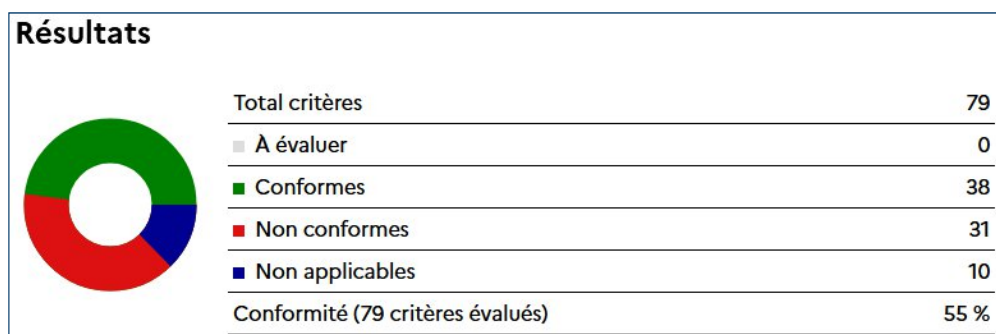 Résultats
Total critères 79
À évaluer 0
Conformes 38
Non conformes 31
Non applicables 10
Conformité (79 critères évalués) 55 %